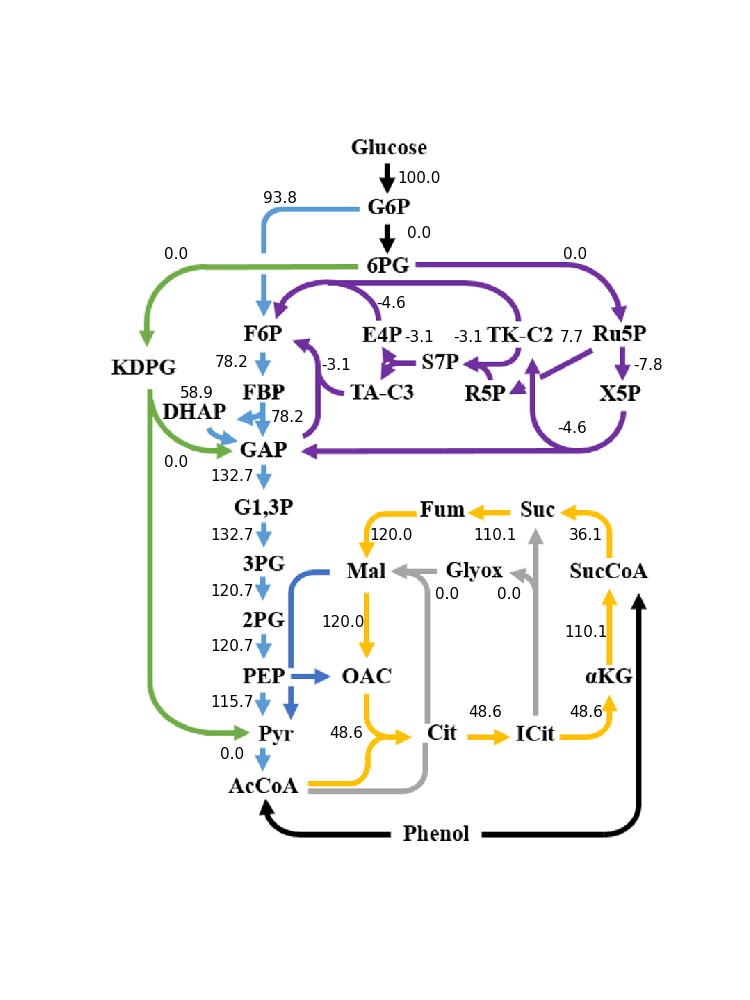 Glucose
100.0
93.8
G6P
0.0
0.0
6PG
0.0
-4.6
F6P
E4P
-3.1
-3.1
TK-C2
7.7
Ru5P
KDPG
78.2
-3.1
S7P
-7.8
58.9
FBP
TA-C3
R5P
X5P
DHAP
78.2
-4.6
GAP
0.0
132.7
G1,3P
Fum
Suc
132.7
120.0
110.1
36.1
3PG
Mal
Glyox
SucCoA
120.7
0.0
0.0
2PG
120.0
110.1
120.7
PEP
OAC
αKG
115.7
48.6
48.6
Pyr
48.6
Cit
ICit
0.0
AcCoA
Phenol